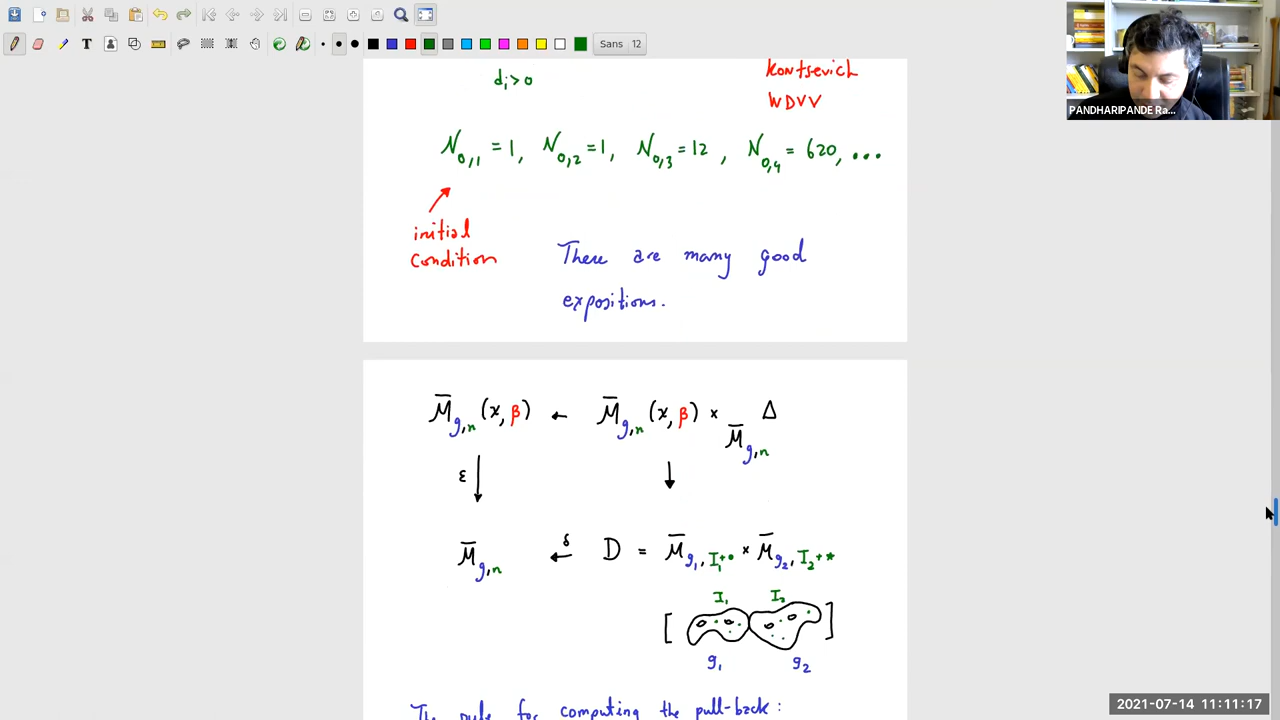 Sans 12
PANDHARIPANDE Ra...
d_i > 0
Kontsevich
WDVV
N_{0,1} = 1, N_{0,2} = 1, N_{0,3} = 12, N_{0,4} = 620, ...
initial
condition
There are many good
expositions.
M̄_{g,n}(X, β) ← M̄_{g,n}(X, β) ×_{M̄_{g,n}} Δ
ε ↓ ↓
M̄_{g,n} ←^δ D = M̄_{g_1, I_1+•} × M̄_{g_2, I_2+*}
I_1 I_2
[ ]
g_1 g_2
The rule for computing the pull-back:
2021-07-14 11:11:17